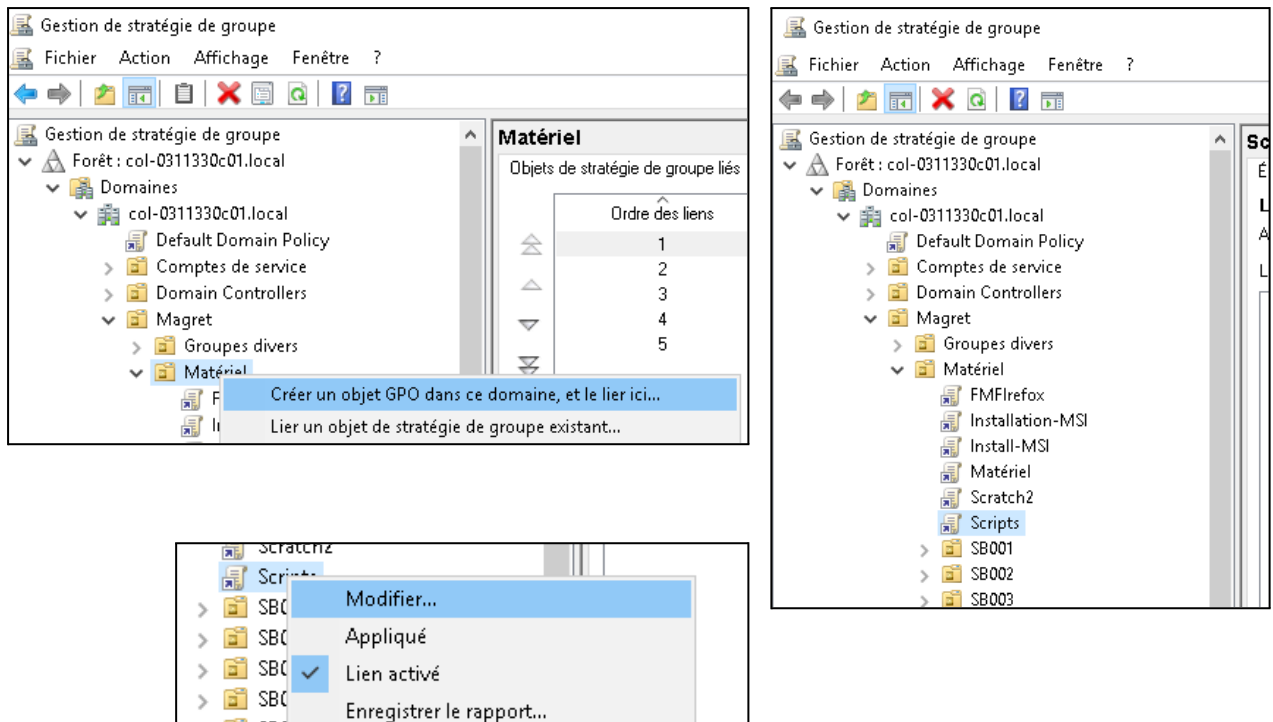 Gestion de stratégie de groupe
Fichier Action Affichage Fenêtre ?
Gestion de stratégie de groupe
Forêt : col-0311330c01.local
Domaines
col-0311330c01.local
Default Domain Policy
Comptes de service
Domain Controllers
Magret
Groupes divers
Matériel
F
Créer un objet GPO dans ce domaine, et le lier ici...
Lier un objet de stratégie de groupe existant...
Matériel
Objets de stratégie de groupe liés
Ordre des liens
1
2
3
4
5
Gestion de stratégie de groupe
Fichier Action Affichage Fenêtre ?
Gestion de stratégie de groupe
Forêt : col-0311330c01.local
Domaines
col-0311330c01.local
Default Domain Policy
Comptes de service
Domain Controllers
Magret
Groupes divers
Matériel
FMFIrefox
Installation-MSI
Install-MSI
Matériel
Scratch2
Scripts
SB001
SB002
SB003
Sc
É
L
A
L
Scratch2
Scripts
SB0
SB0
SB0
SB0
Modifier...
Appliqué
Lien activé
Enregistrer le rapport...